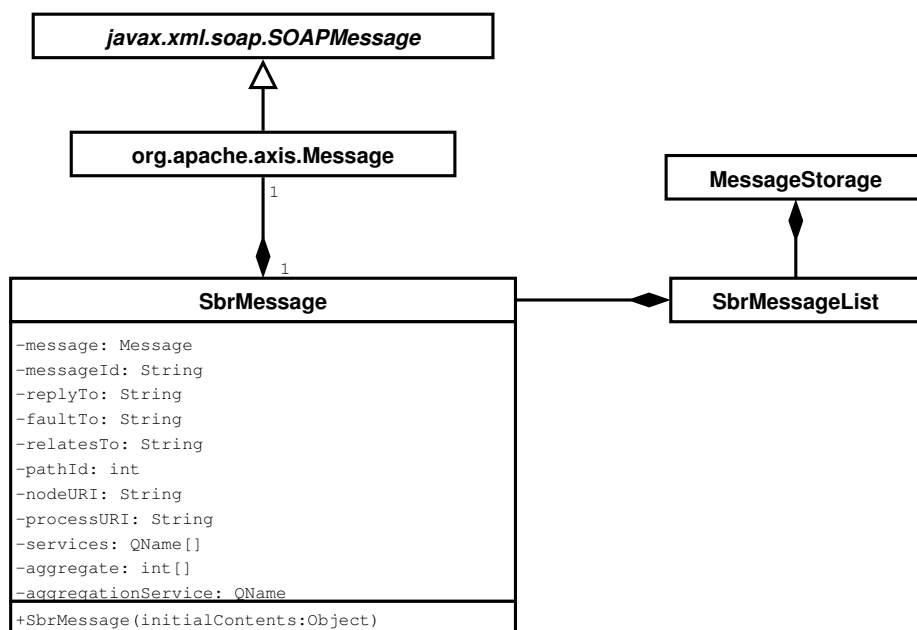 javax.xml.soap.SOAPMessage
org.apache.axis.Message
1
MessageStorage
1
SbrMessage
SbrMessageList
-message: Message
-messageId: String
-replyTo: String
-faultTo: String
-relatesTo: String
-pathId: int
-nodeURI: String
-processURI: String
-services: QName[]
-aggregate: int[]
-aggregationService: QName
+SbrMessage(initialContents:Object)